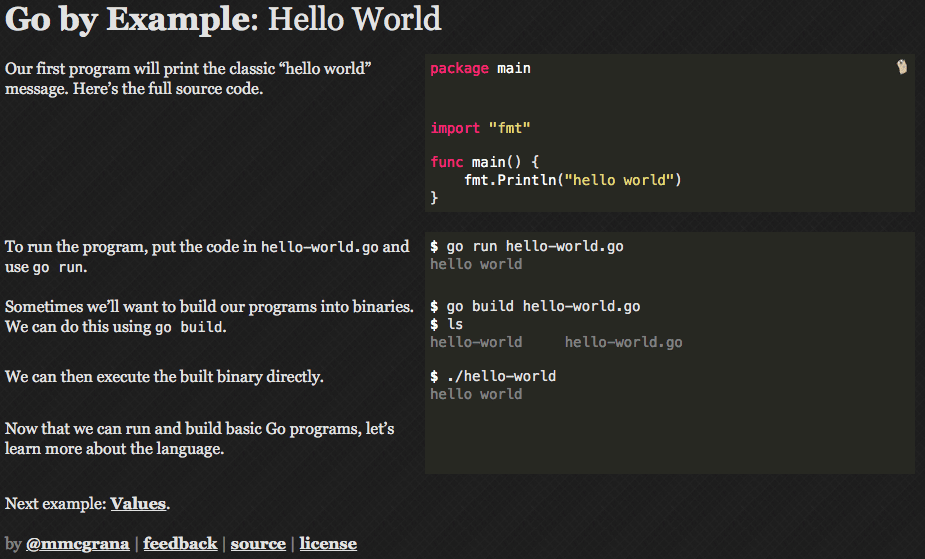 Go by Example: Hello World
Our first program will print the classic “hello world”
message. Here’s the full source code.
package main
import "fmt"
func main() {
    fmt.Println("hello world")
}
To run the program, put the code in hello-world.go and
use go run.
$ go run hello-world.go
hello world
Sometimes we’ll want to build our programs into binaries.
We can do this using go build.
$ go build hello-world.go
$ ls
hello-world     hello-world.go
We can then execute the built binary directly.
$ ./hello-world
hello world
Now that we can run and build basic Go programs, let’s
learn more about the language.
Next example: Values.
by @mmcgrana | feedback | source | license